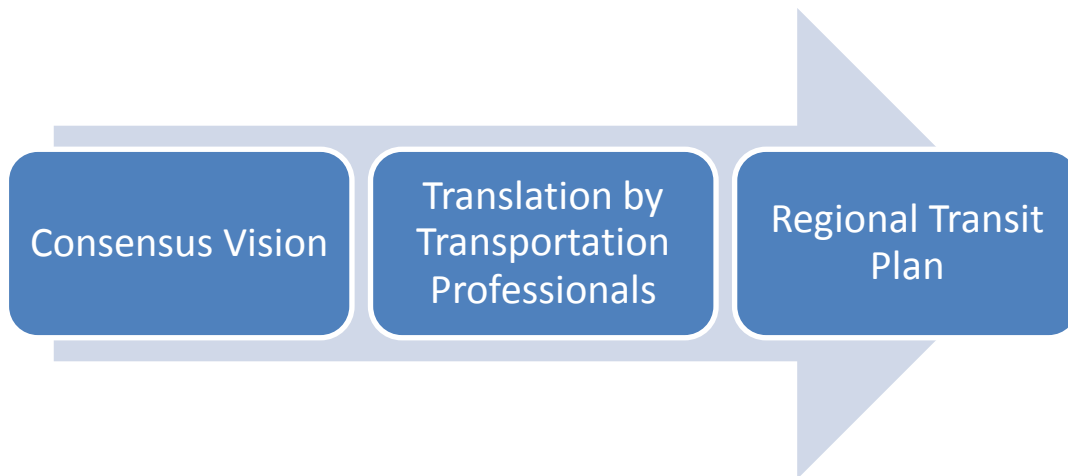 Consensus Vision
Translation by
Transportation
Professionals
Regional Transit
Plan